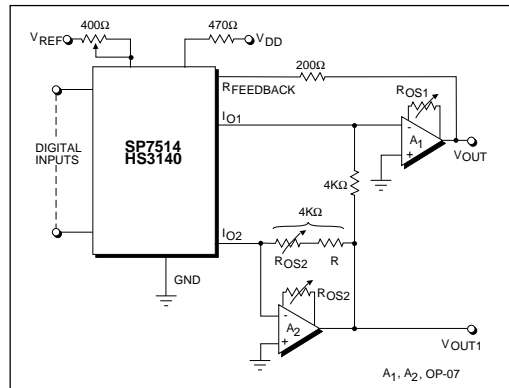 400Ω
470Ω
VREF
VDD
200Ω
RFEEDBACK
ROS1
IO1
SP7514
HS3140
DIGITAL
INPUTS
-
A1
+
VOUT
4KΩ
4KΩ
IO2
ROS2
R
GND
ROS2
-
A2
+
VOUT1
A1, A2, OP-07